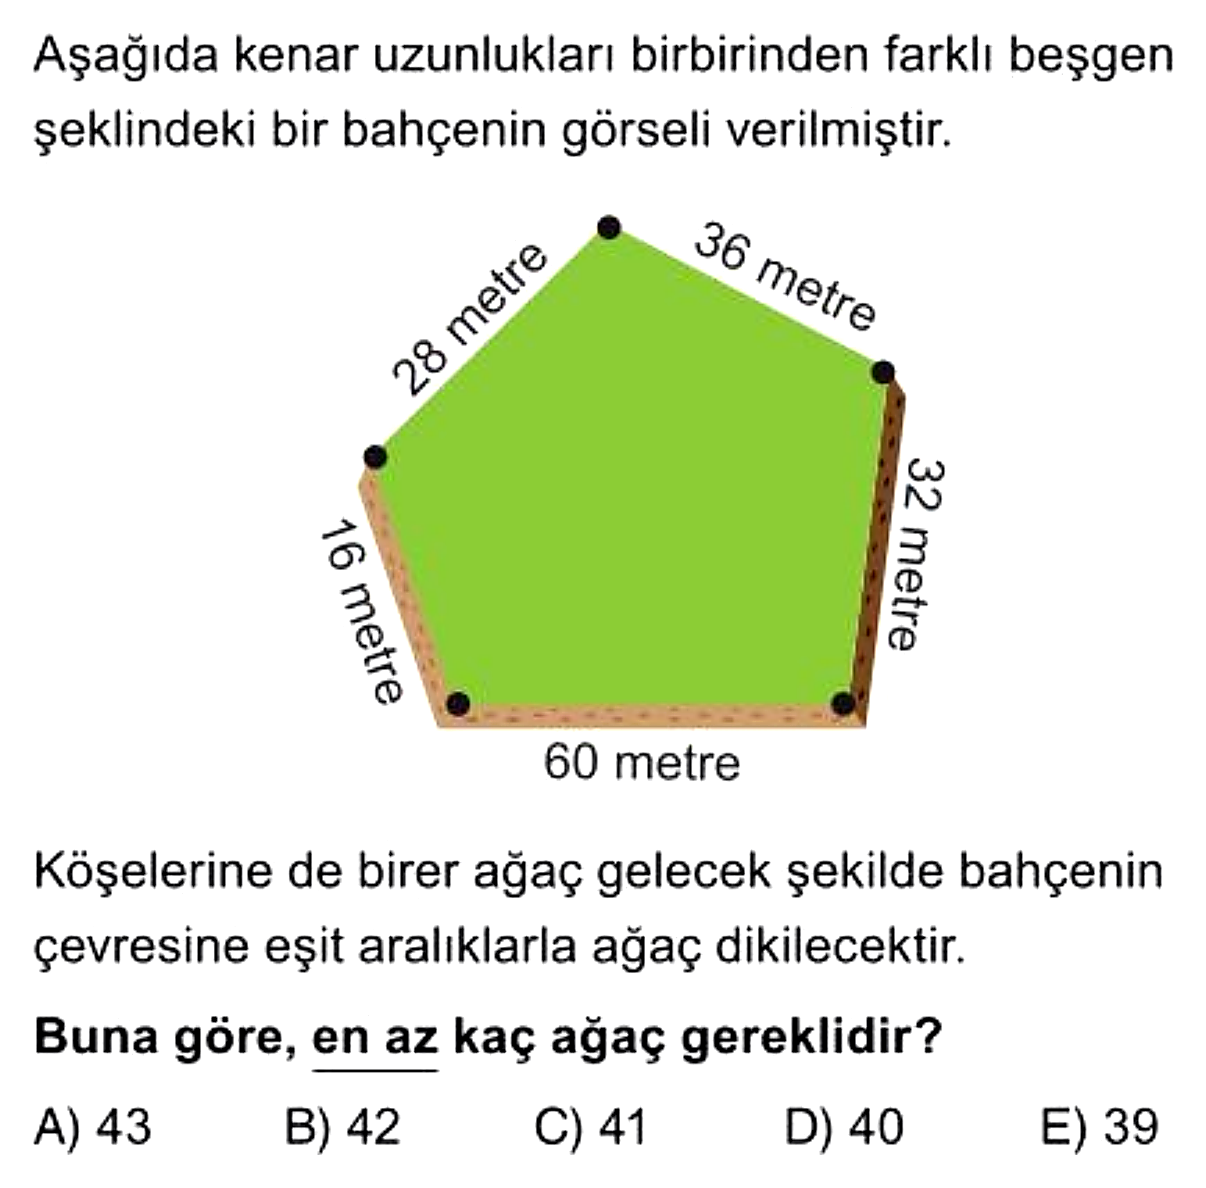 Aşağıda kenar uzunlukları birbirinden farklı beşgen
şeklindeki bir bahçenin görseli verilmiştir.
28 metre
36 metre
16 metre
32 metre
60 metre
Köşelerine de birer ağaç gelecek şekilde bahçenin
çevresine eşit aralıklarla ağaç dikilecektir.
Buna göre, en az kaç ağaç gereklidir?
A) 43 B) 42 C) 41 D) 40 E) 39